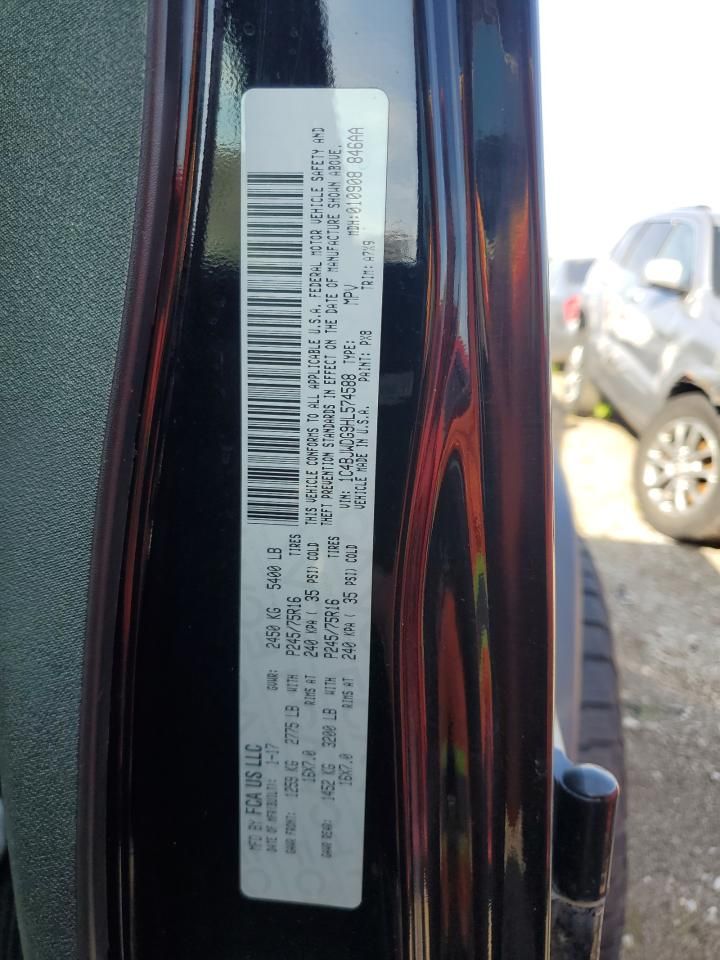 MFD BY FCA US LLC
DATE OF MFR(BUILT): 1-17 GVWR: 2450 KG 5400 LB
GAWR FRONT: 1259 KG 2775 LB WITH P245/75R16 TIRES
16X7.0 RIMS AT 240 KPA ( 35 PSI) COLD
GAWR REAR: 1452 KG 3200 LB WITH P245/75R16 TIRES
16X7.0 RIMS AT 240 KPA ( 35 PSI) COLD
THIS VEHICLE CONFORMS TO ALL APPLICABLE U.S.A. FEDERAL MOTOR VEHICLE SAFETY AND
THEFT PREVENTION STANDARDS IN EFFECT ON THE DATE OF MANUFACTURE SHOWN ABOVE.
VIN: 1C4BJWDG9HL574588 TYPE: MPV MDH:010908 846AA
VEHICLE MADE IN U.S.A. PAINT: PX8 TRIM: A7X9